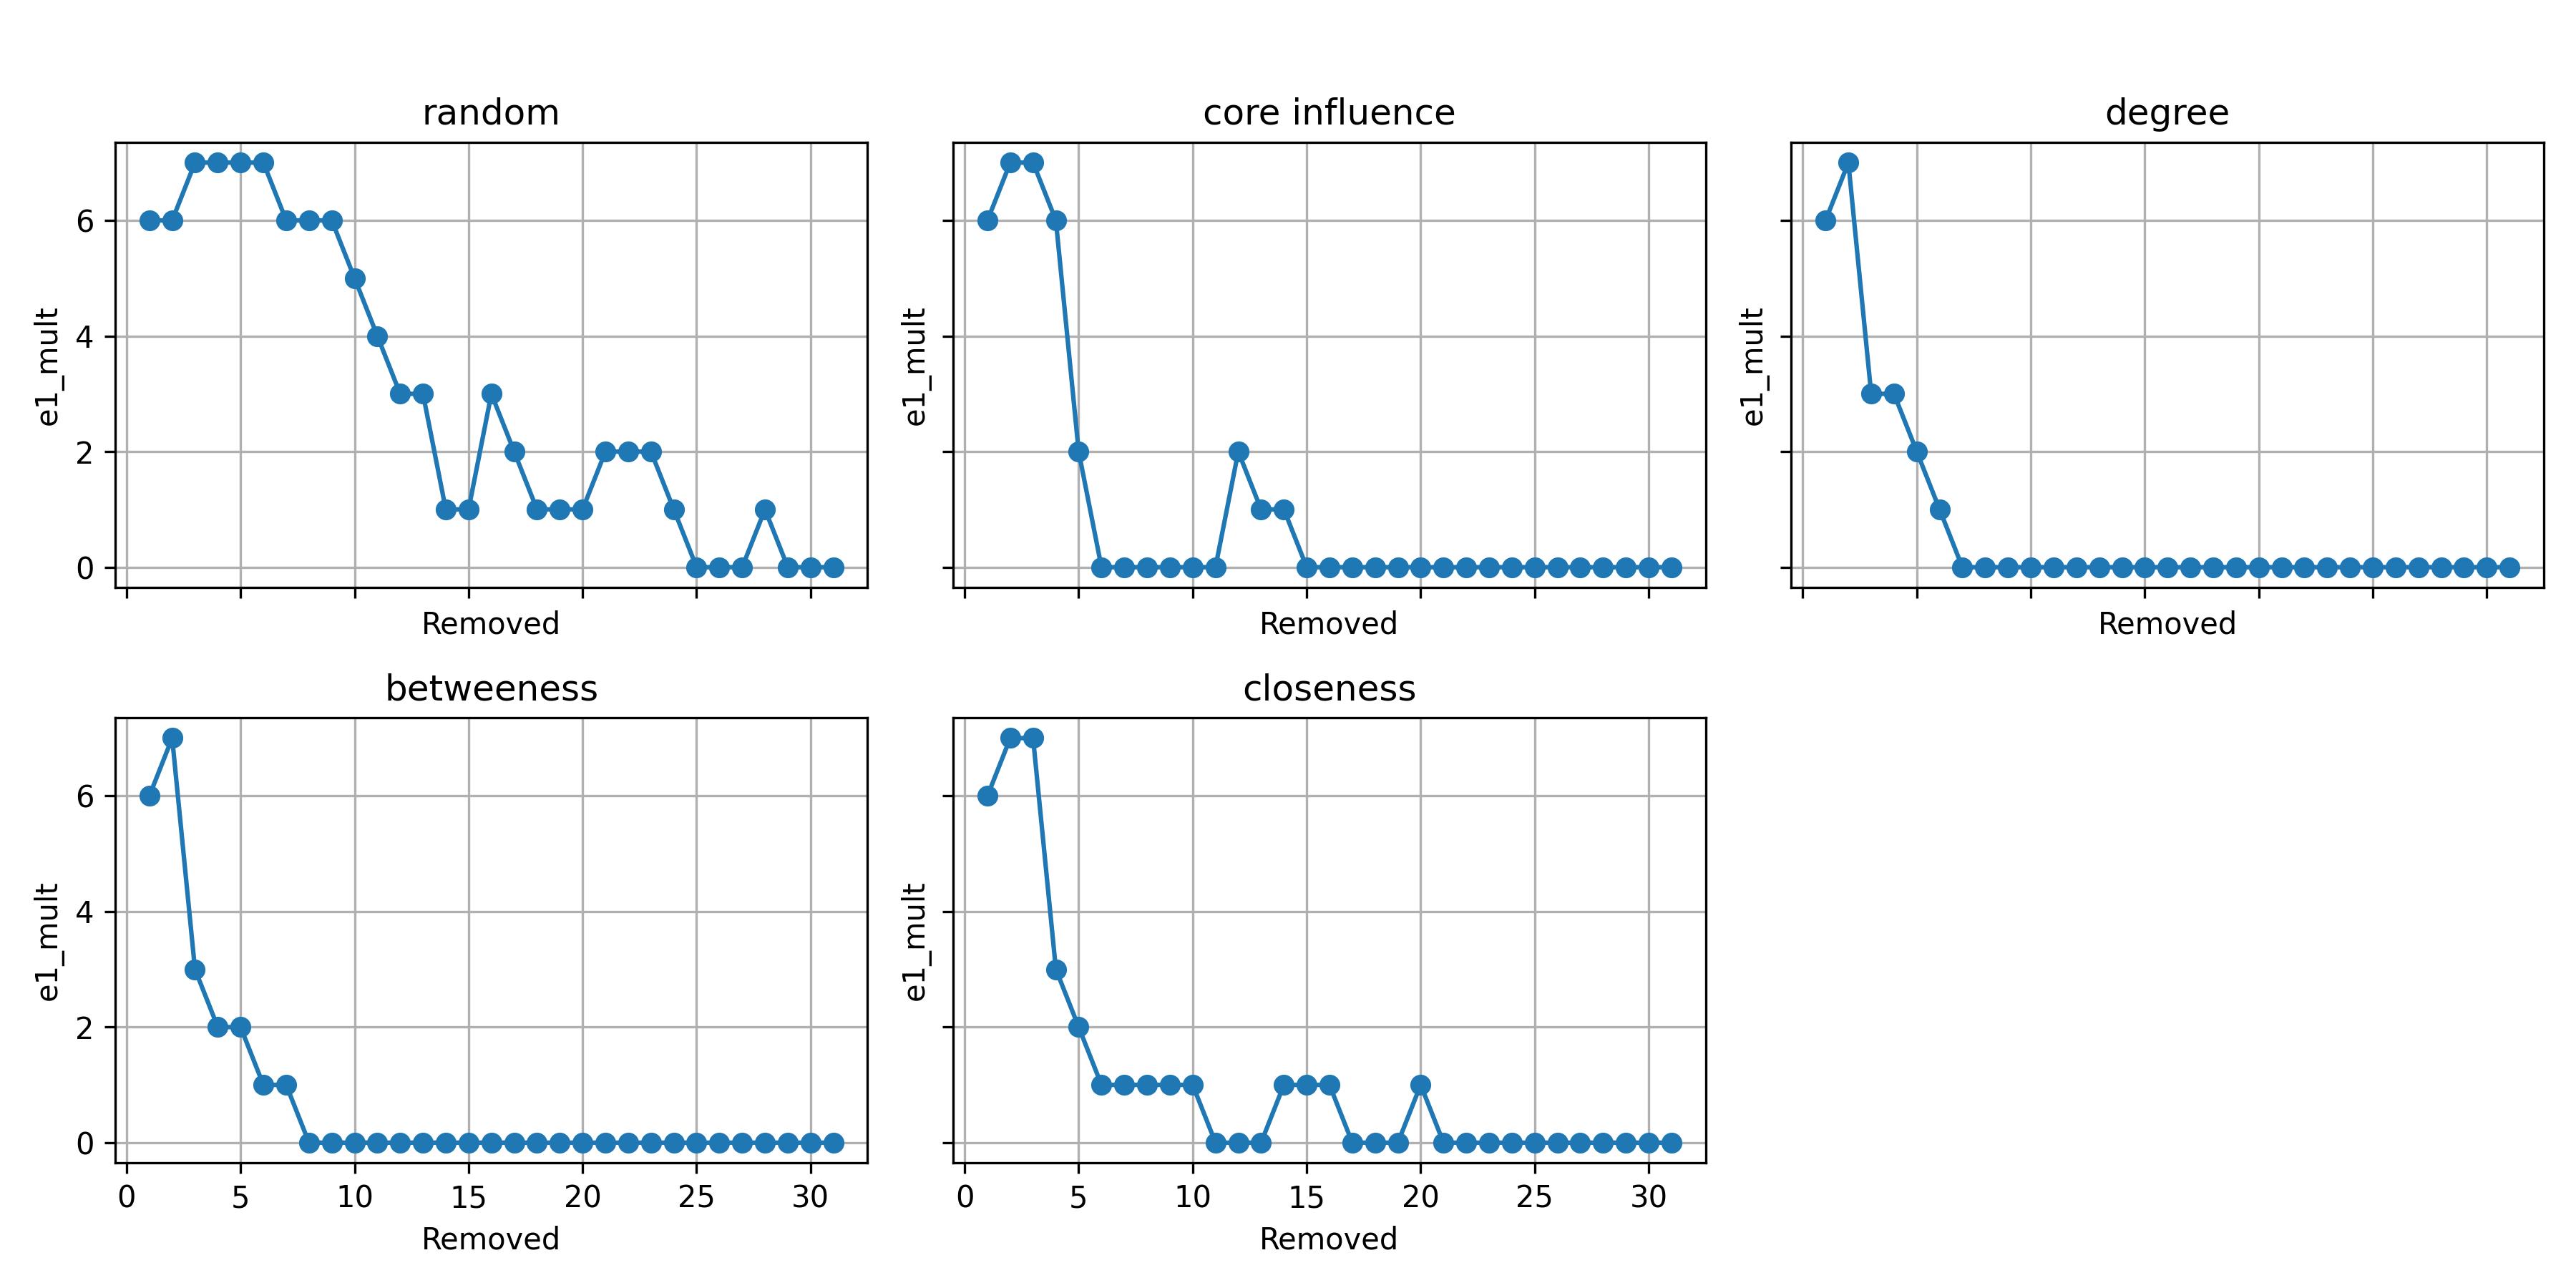 random
core influence
degree
e1_mult
6
4
2
0
Removed
e1_mult
Removed
e1_mult
Removed
betweeness
closeness
e1_mult
6
4
2
0
0 5 10 15 20 25 30
Removed
e1_mult
0 5 10 15 20 25 30
Removed